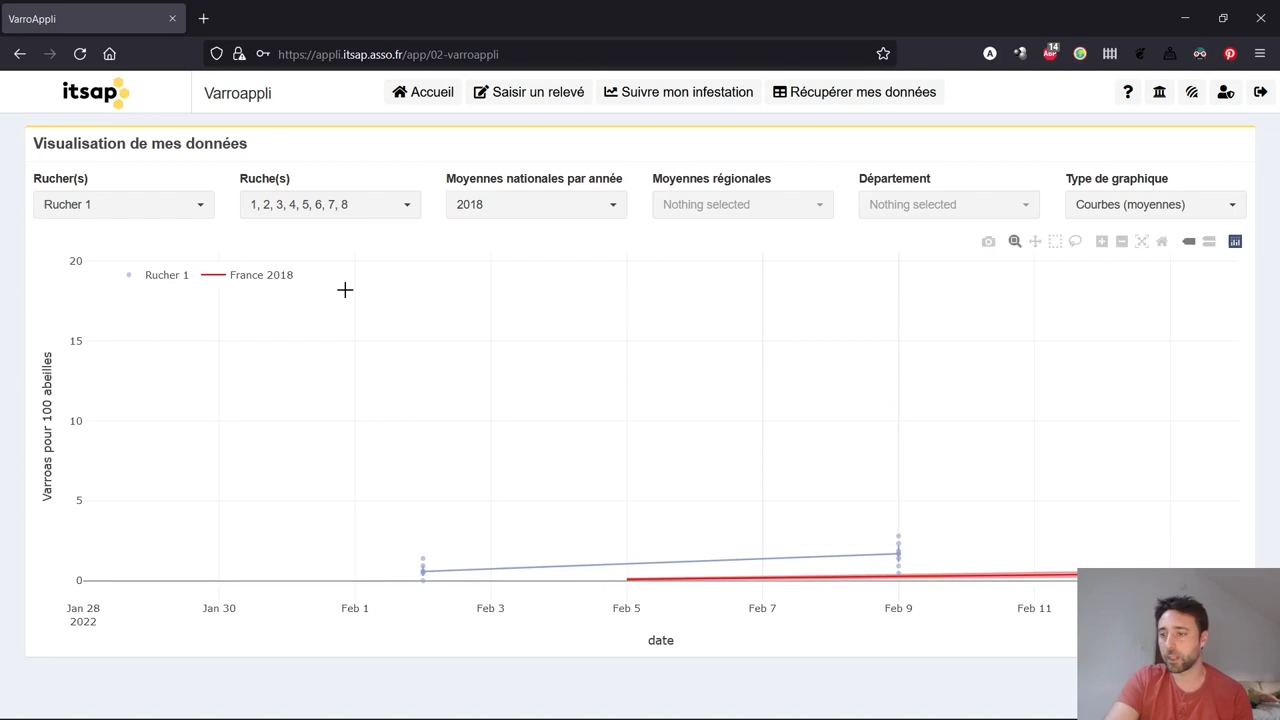 VarroAppli
https://appli.itsap.asso.fr/app/02-varroappli
14
itsap
Varroappli
Accueil
Saisir un relevé
Suivre mon infestation
Récupérer mes données
Visualisation de mes données
Rucher(s)
Ruche(s)
Moyennes nationales par année
Moyennes régionales
Département
Type de graphique
Rucher 1
1, 2, 3, 4, 5, 6, 7, 8
2018
Nothing selected
Nothing selected
Courbes (moyennes)
Rucher 1
France 2018
Varroas pour 100 abeilles
20
15
10
5
0
Jan 28
2022
Jan 30
Feb 1
Feb 3
Feb 5
Feb 7
Feb 9
Feb 11
date